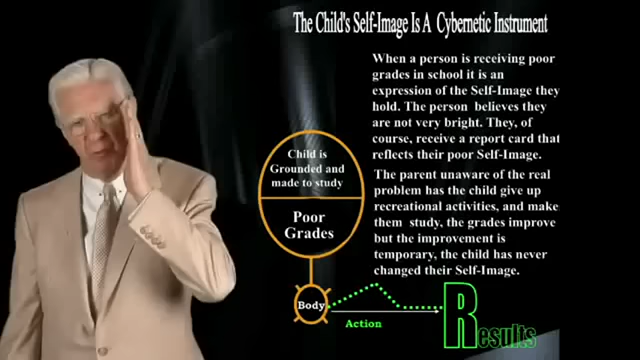 The Child's Self-Image Is A Cybernetic Instrument
When a person is receiving poor
grades in school it is an
expression of the Self-Image they
hold. The person believes they
are not very bright. They, of
course, receive a report card that
reflects their poor Self-Image.
The parent unaware of the real
problem has the child give up
recreational activities, and make
them study, the grades improve
but the improvement is
temporary, the child has never
changed their Self-Image.
Child is
Grounded and
made to study
Poor
Grades
Body
Action
Results